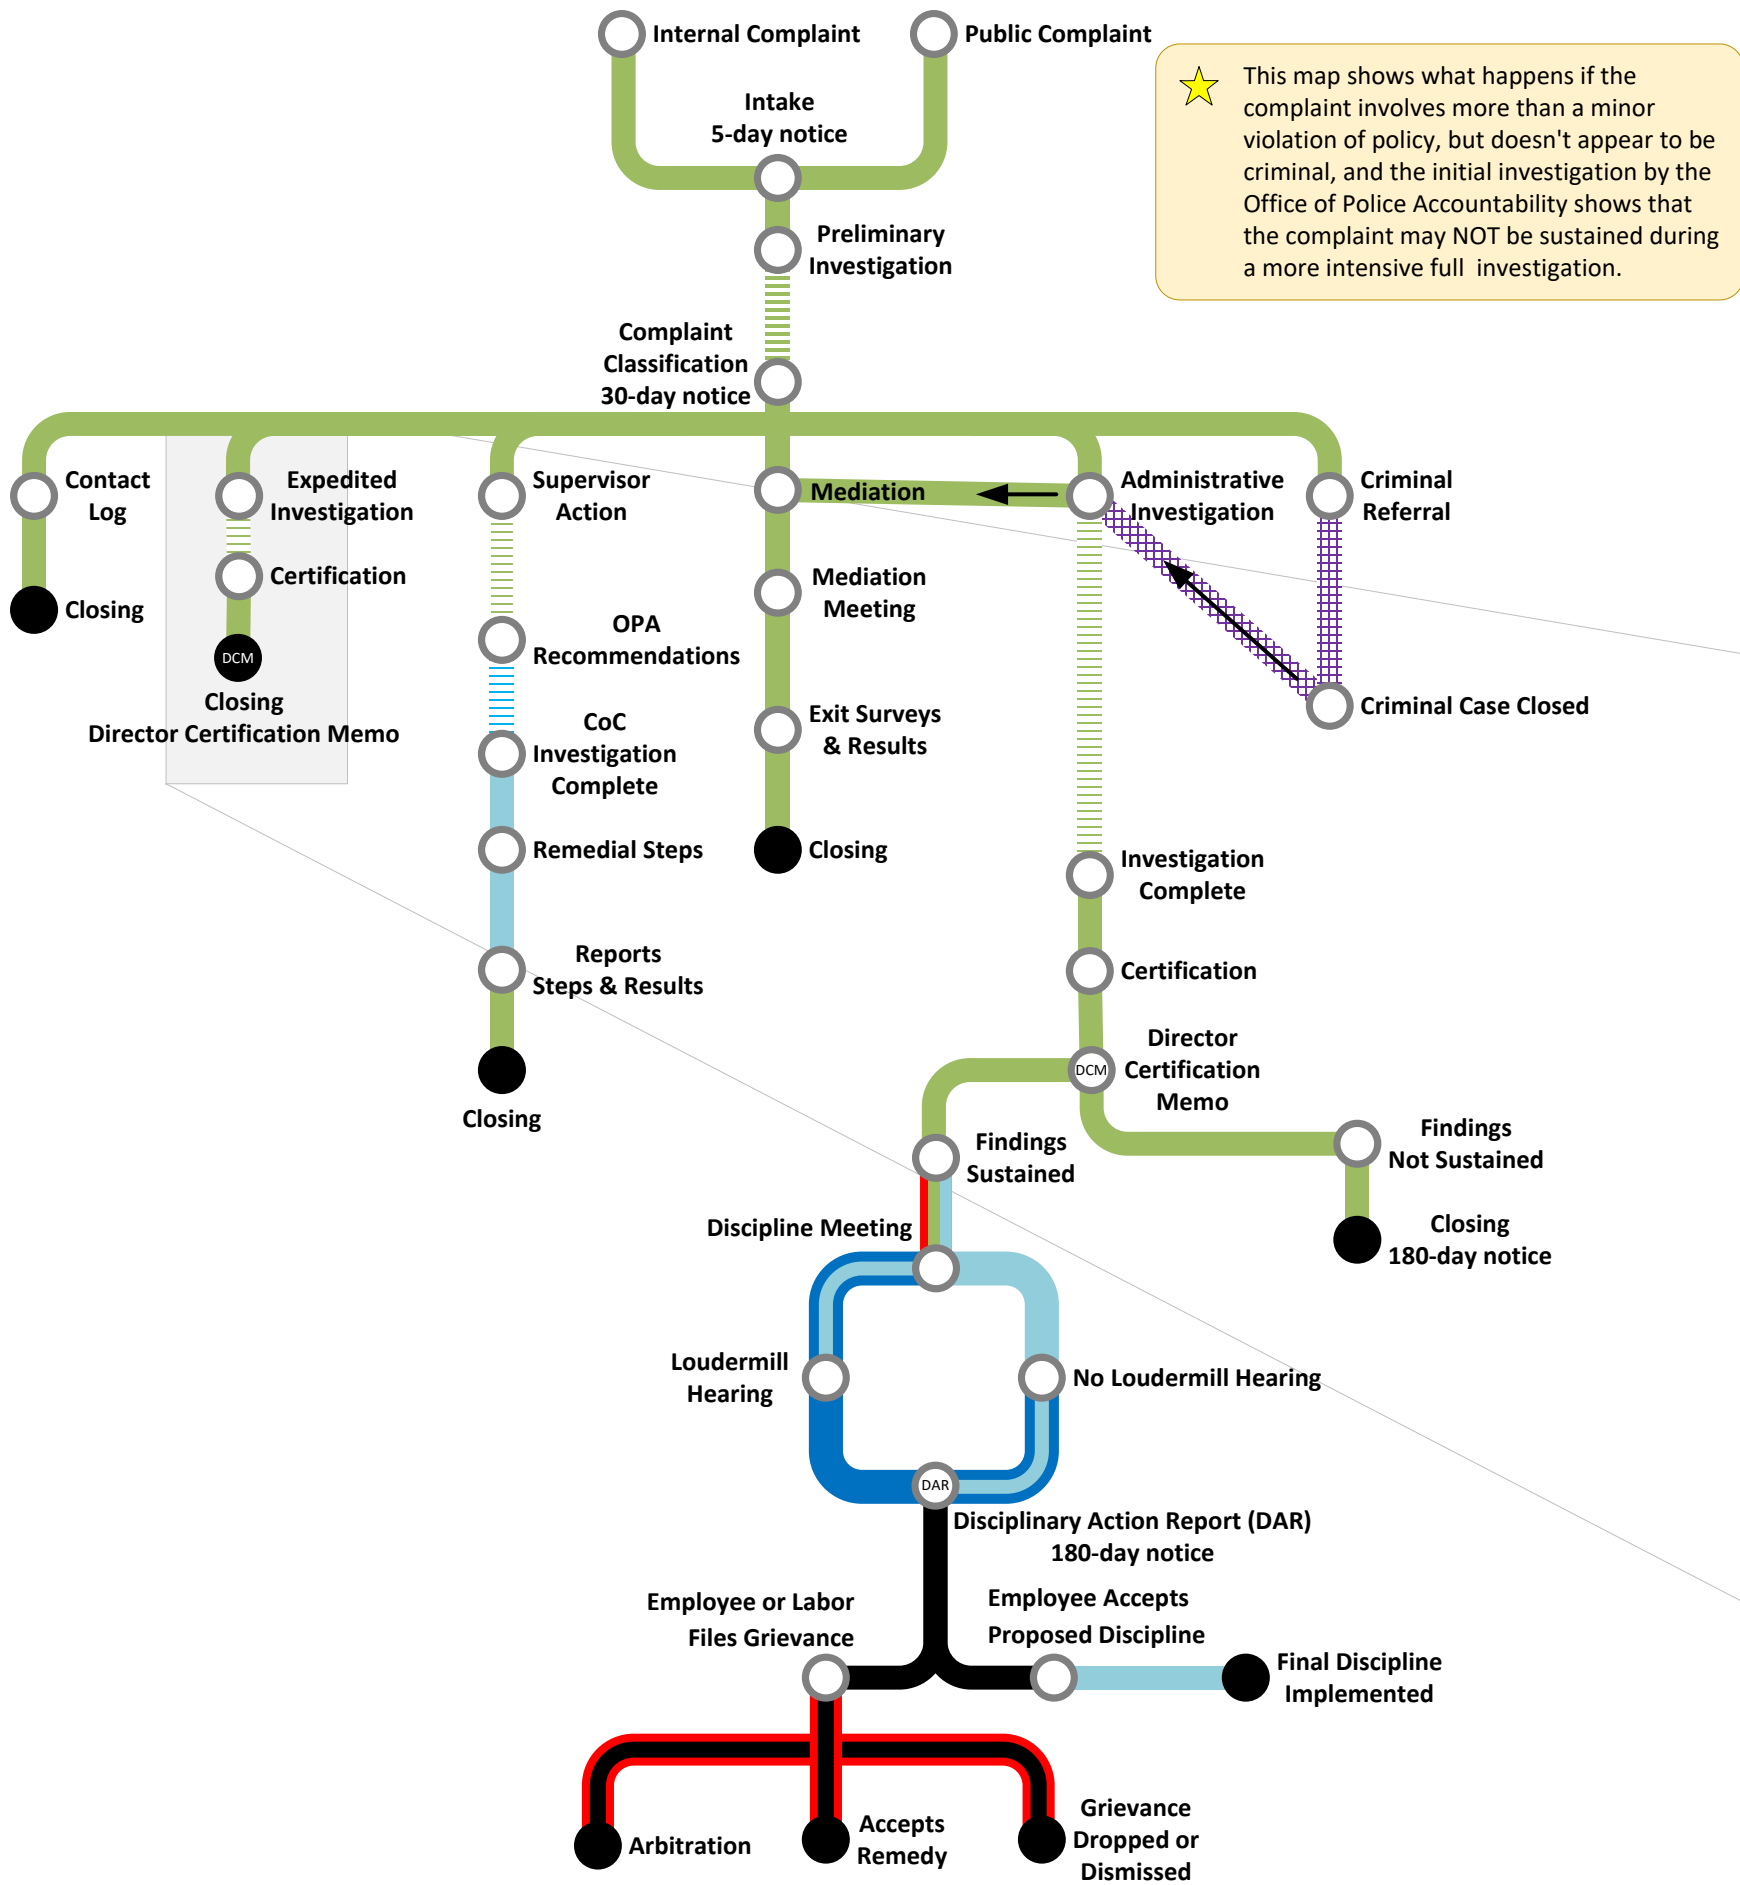 Internal Complaint
Public Complaint
This map shows what happens if the
complaint involves more than a minor
violation of policy, but doesn't appear to be
criminal, and the initial investigation by the
Office of Police Accountability shows that
the complaint may NOT be sustained during
a more intensive full  investigation.
Intake
5-day notice
Preliminary
Investigation
Complaint
Classification
30-day notice
Contact
Log
Closing
Expedited
Investigation
Certification
DCM
Closing
Director Certification Memo
Supervisor
Action
OPA
Recommendations
CoC
Investigation
Complete
Remedial Steps
Reports
Steps & Results
Closing
Mediation
Mediation
Meeting
Exit Surveys
& Results
Closing
Administrative
Investigation
Criminal
Referral
Criminal Case Closed
Investigation
Complete
Certification
DCM
Director
Certification
Memo
Findings
Sustained
Findings
Not Sustained
Closing
180-day notice
Discipline Meeting
Loudermill
Hearing
No Loudermill Hearing
DAR
Disciplinary Action Report (DAR)
180-day notice
Employee or Labor
Files Grievance
Employee Accepts
Proposed Discipline
Final Discipline
Implemented
Arbitration
Accepts
Remedy
Grievance
Dropped or
Dismissed